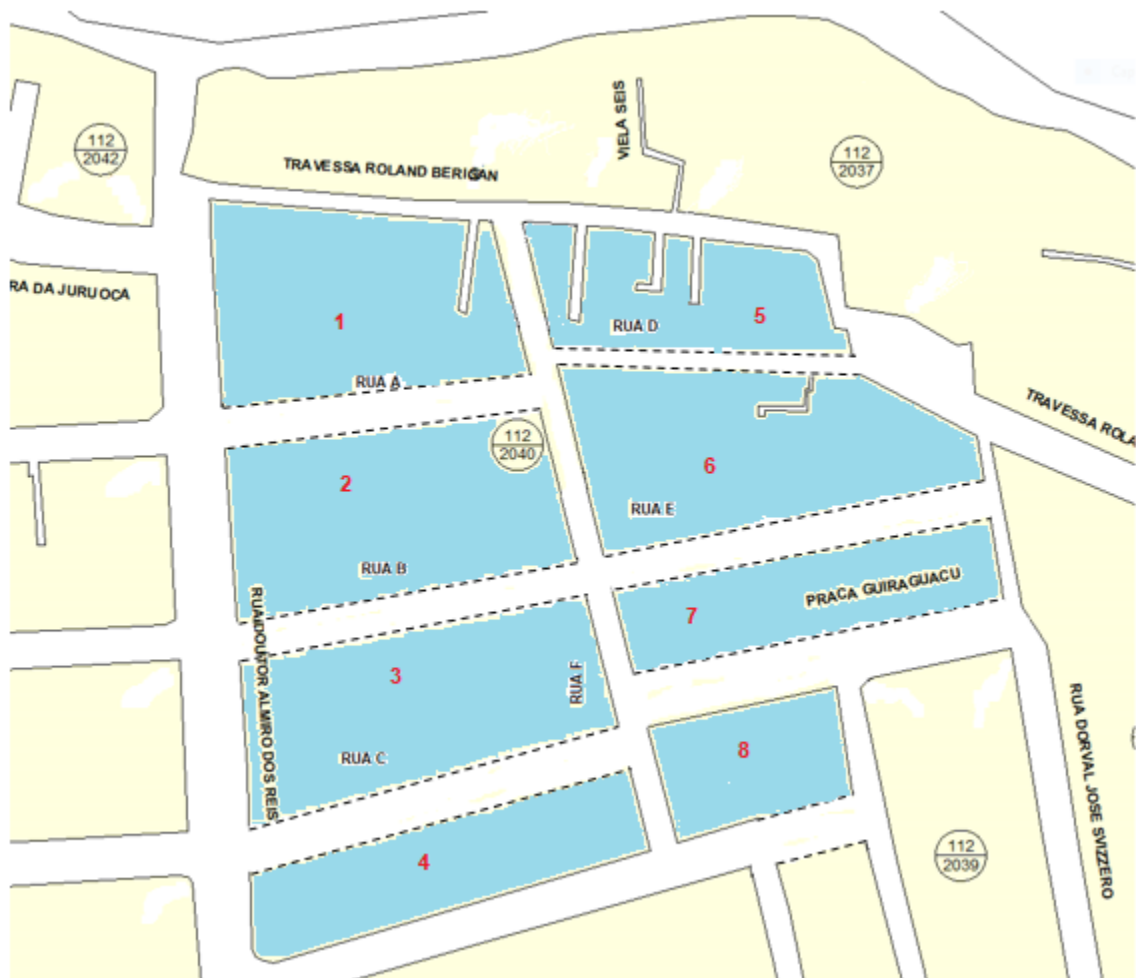 VIELA SEIS
112
2042
112
2037
TRAVESSA ROLAND BERIGAN
RA DA JURUOCA
1
5
RUA D
RUA A
TRAVESSA ROLA
112
2040
6
2
RUA E
RUA B
PRACA GUIRAGUACU
7
RUA DOUTOR ALMIRO DOS REIS
3
RUA F
RUA C
8
RUA DORVAL JOSE SVIZZERO
4
112
2039